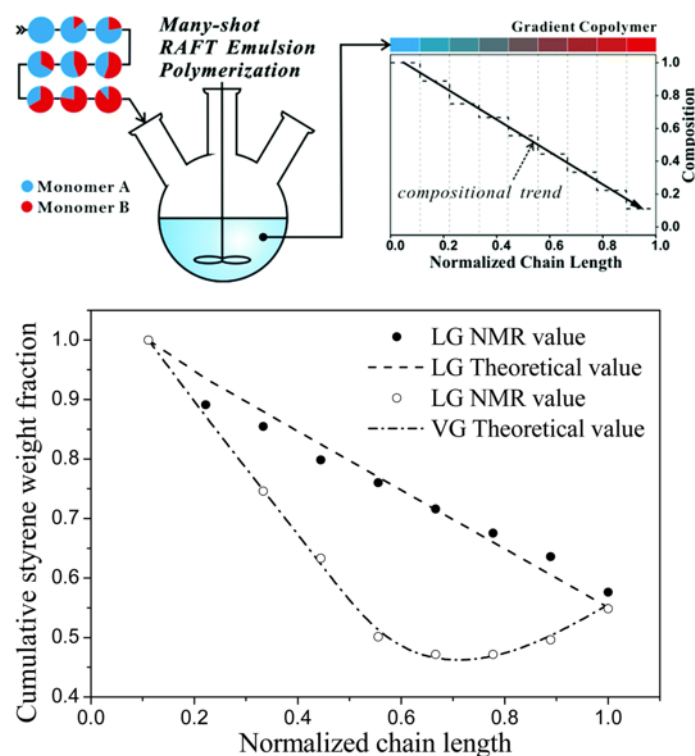 Many-shot
RAFT Emulsion
Polymerization
Monomer A
Monomer B
Gradient Copolymer
1.0
0.8
0.6
0.4
0.2
0.0
Composition
compositional trend
0.0 0.2 0.4 0.6 0.8 1.0
Normalized Chain Length
Cumulative styrene weight fraction
1.0
0.9
0.8
0.7
0.6
0.5
0.4
LG NMR value
LG Theoretical value
LG NMR value
VG Theoretical value
0.0 0.2 0.4 0.6 0.8 1.0
Normalized chain length